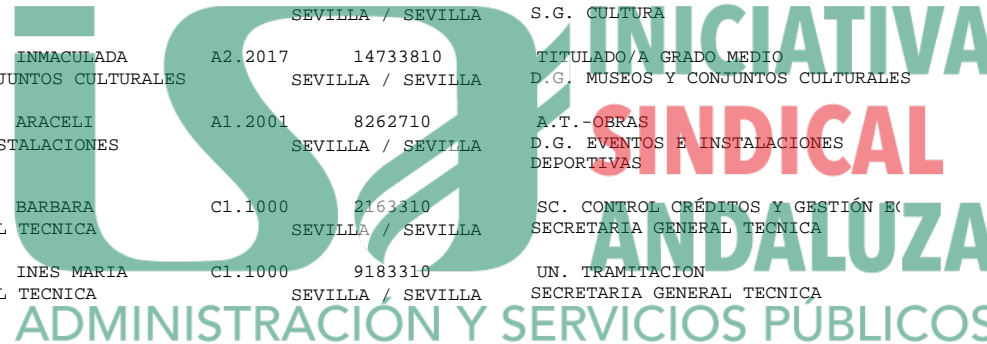 SEVILLA / SEVILLA S.G. CULTURA
INMACULADA A2.2017 14733810 TITULADO/A GRADO MEDIO
JUNTOS CULTURALES SEVILLA / SEVILLA D.G. MUSEOS Y CONJUNTOS CULTURALES
ARACELI A1.2001 8262710 A.T.-OBRAS
STALACIONES SEVILLA / SEVILLA D.G. EVENTOS E INSTALACIONES
DEPORTIVAS
BARBARA C1.1000 2163310 SC. CONTROL CRÉDITOS Y GESTIÓN
L TECNICA SEVILLA / SEVILLA SECRETARIA GENERAL TECNICA
INES MARIA C1.1000 9183310 UN. TRAMITACION
L TECNICA SEVILLA / SEVILLA SECRETARIA GENERAL TECNICA
isa
INICIATIVA
SINDICAL
ANDALUZA
ADMINISTRACIÓN Y SERVICIOS PÚBLICOS